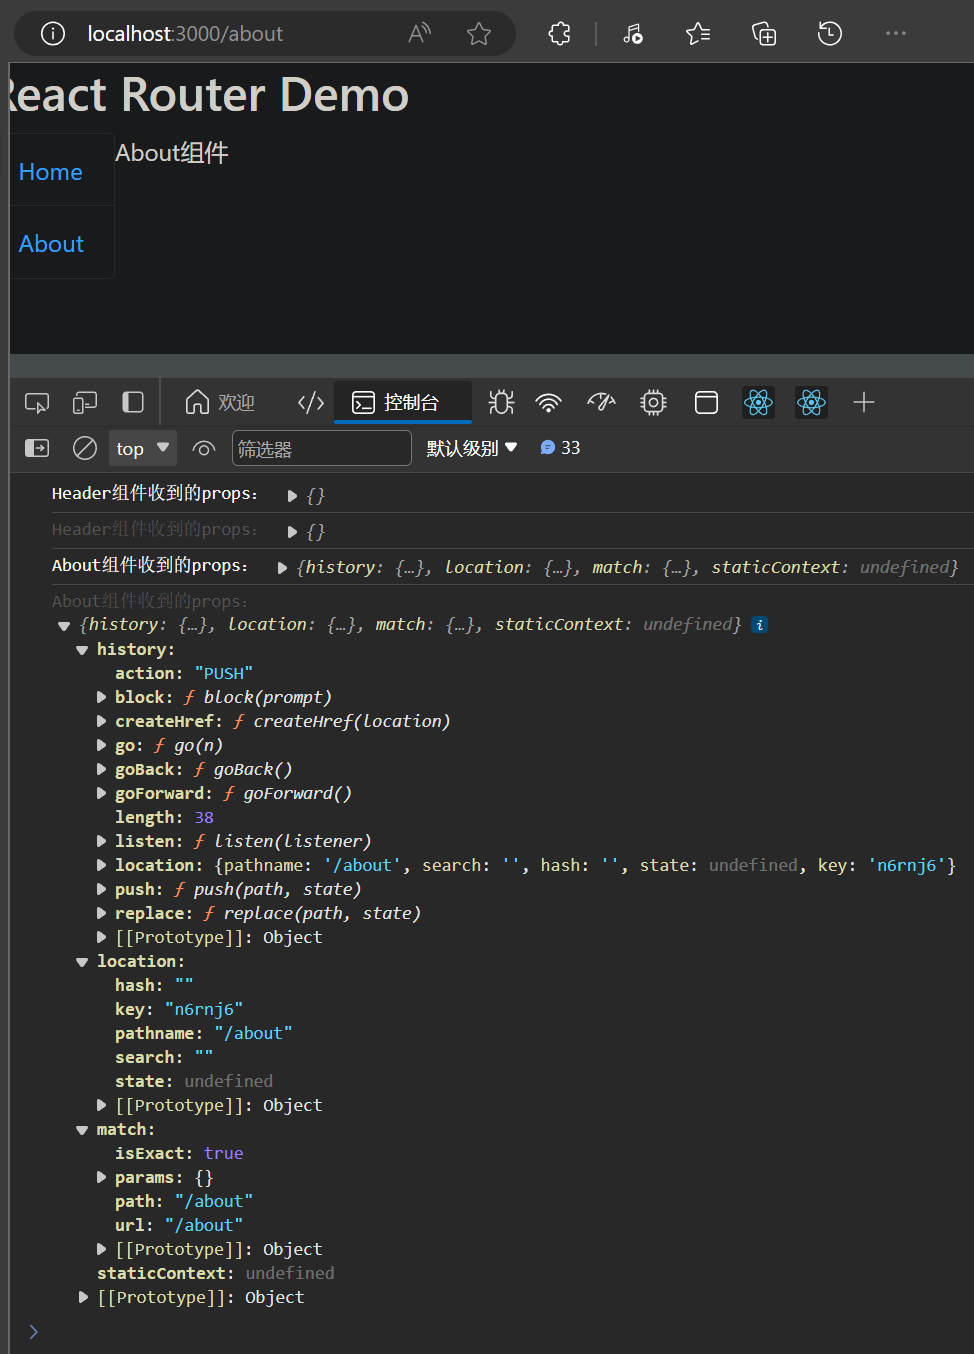 localhost:3000/about
React Router Demo
About组件
Home
About
欢迎
控制台
top
筛选器
默认级别
33
Header组件收到的props: {}
Header组件收到的props: {}
About组件收到的props: {history: {…}, location: {…}, match: {…}, staticContext: undefined}
About组件收到的props:
{history: {…}, location: {…}, match: {…}, staticContext: undefined} i
history:
action: "PUSH"
block: ƒ block(prompt)
createHref: ƒ createHref(location)
go: ƒ go(n)
goBack: ƒ goBack()
goForward: ƒ goForward()
length: 38
listen: ƒ listen(listener)
location: {pathname: '/about', search: '', hash: '', state: undefined, key: 'n6rnj6'}
push: ƒ push(path, state)
replace: ƒ replace(path, state)
[[Prototype]]: Object
location:
hash: ""
key: "n6rnj6"
pathname: "/about"
search: ""
state: undefined
[[Prototype]]: Object
match:
isExact: true
params: {}
path: "/about"
url: "/about"
[[Prototype]]: Object
staticContext: undefined
[[Prototype]]: Object